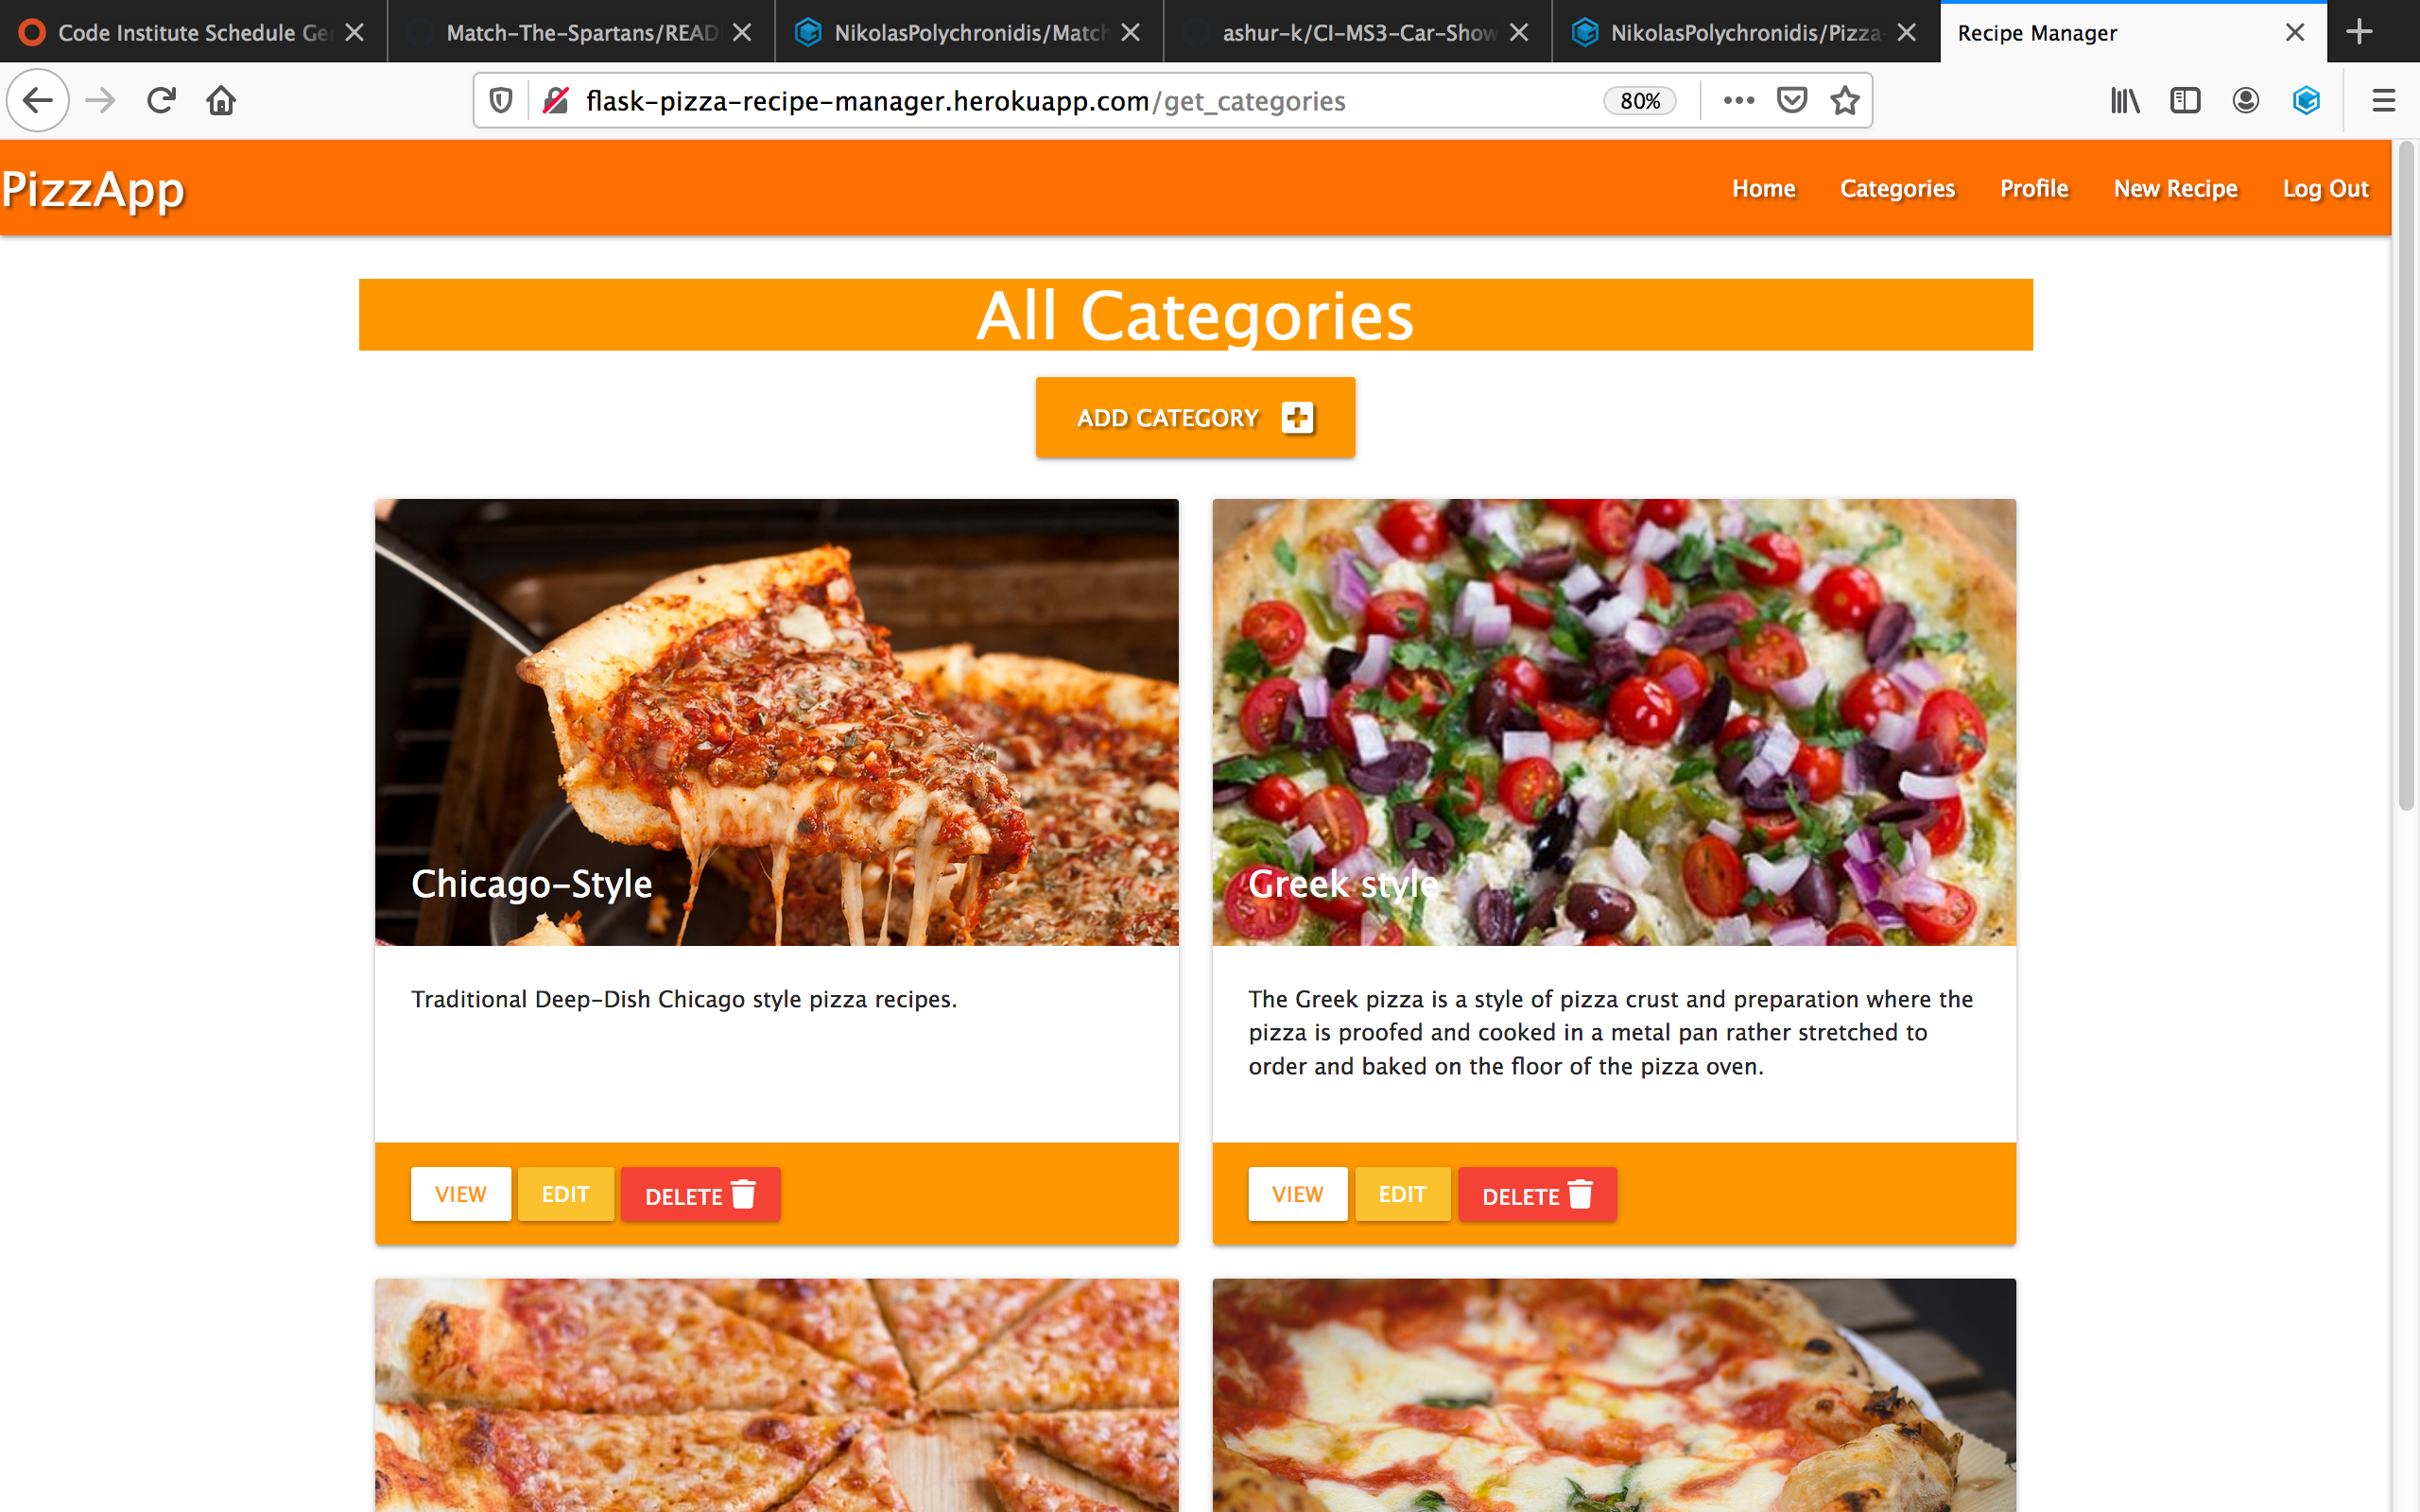 Code Institute Schedule Ge
Match-The-Spartans/READ
NikolasPolychronidis/Match
ashur-k/CI-MS3-Car-Show
NikolasPolychronidis/Pizza-
Recipe Manager
flask-pizza-recipe-manager.herokuapp.com/get_categories
80%
PizzApp
Home
Categories
Profile
New Recipe
Log Out
All Categories
ADD CATEGORY
Chicago-Style
Traditional Deep-Dish Chicago style pizza recipes.
VIEW
EDIT
DELETE
Greek style
The Greek pizza is a style of pizza crust and preparation where the
pizza is proofed and cooked in a metal pan rather stretched to
order and baked on the floor of the pizza oven.
VIEW
EDIT
DELETE